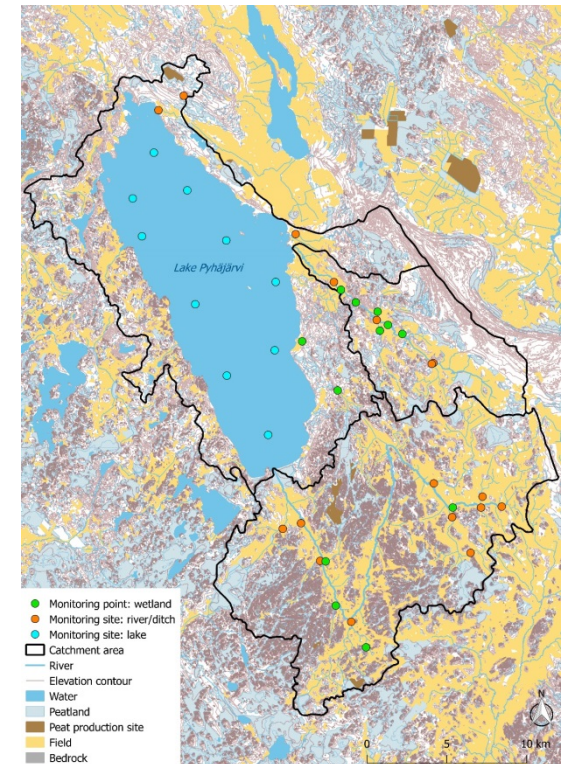 Lake Pyhäjärvi
Monitoring point: wetland
Monitoring site: river/ditch
Monitoring site: lake
Catchment area
River
Elevation contour
Water
Peatland
Peat production site
Field
Bedrock
N
0 5 10 km